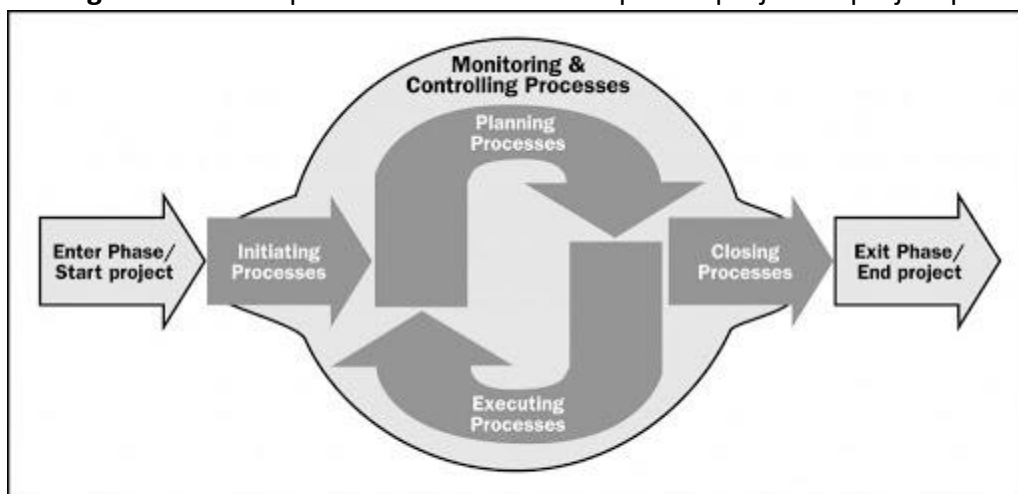 Monitoring &
Controlling Processes
Planning
Processes
Enter Phase/
Start project
Initiating
Processes
Closing
Processes
Exit Phase/
End project
Executing
Processes